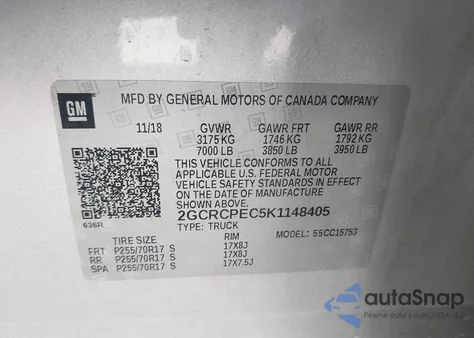 GM
MFD BY GENERAL MOTORS OF CANADA COMPANY
11/18 GVWR GAWR FRT GAWR RR
3175 KG 1746 KG 1792 KG
7000 LB 3850 LB 3950 LB
THIS VEHICLE CONFORMS TO ALL
APPLICABLE U.S. FEDERAL MOTOR
VEHICLE SAFETY STANDARDS IN EFFECT
ON THE DATE OF MANUFACTURE
SHOWN ABOVE.
2GCRCPEC5K1148405
636R TYPE: TRUCK MODEL: 55CC15753
TIRE SIZE RIM
FRT P255/70R17 S 17X8J
RR P255/70R17 S 17X8J
SPA P255/70R17 S 17X7.5J
autoSnap